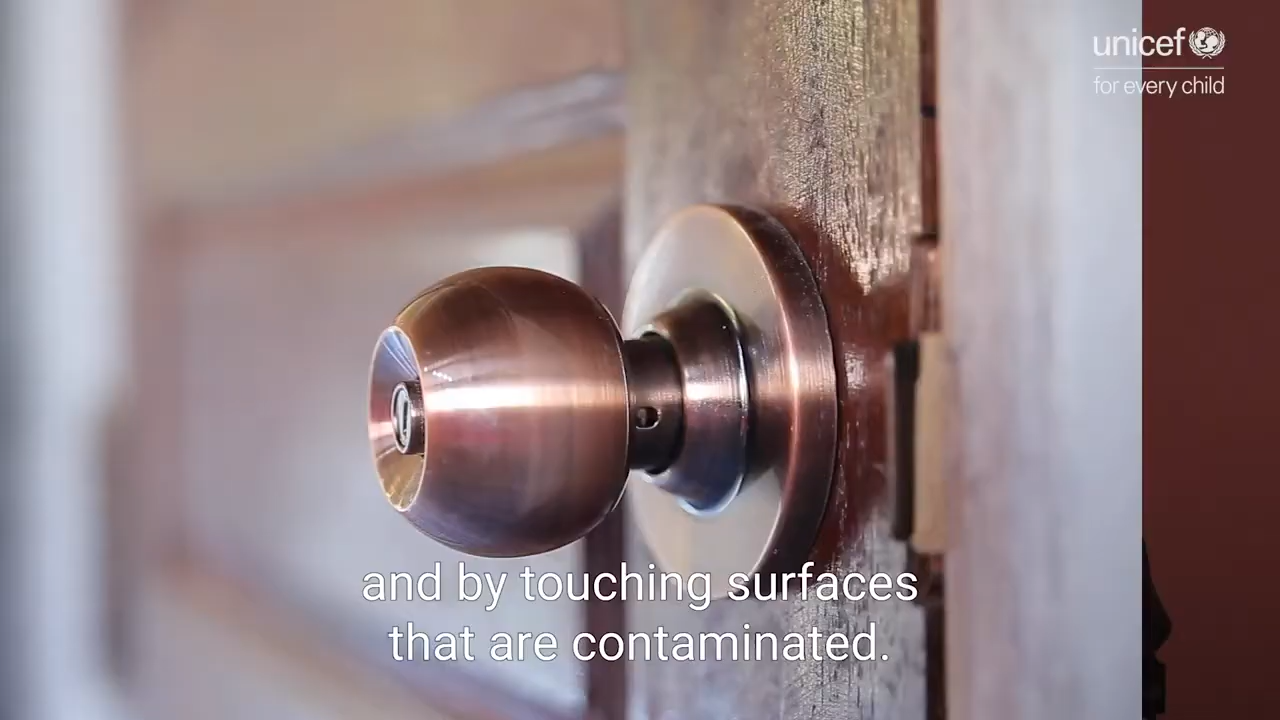 unicef
for every child
and by touching surfaces
that are contaminated.